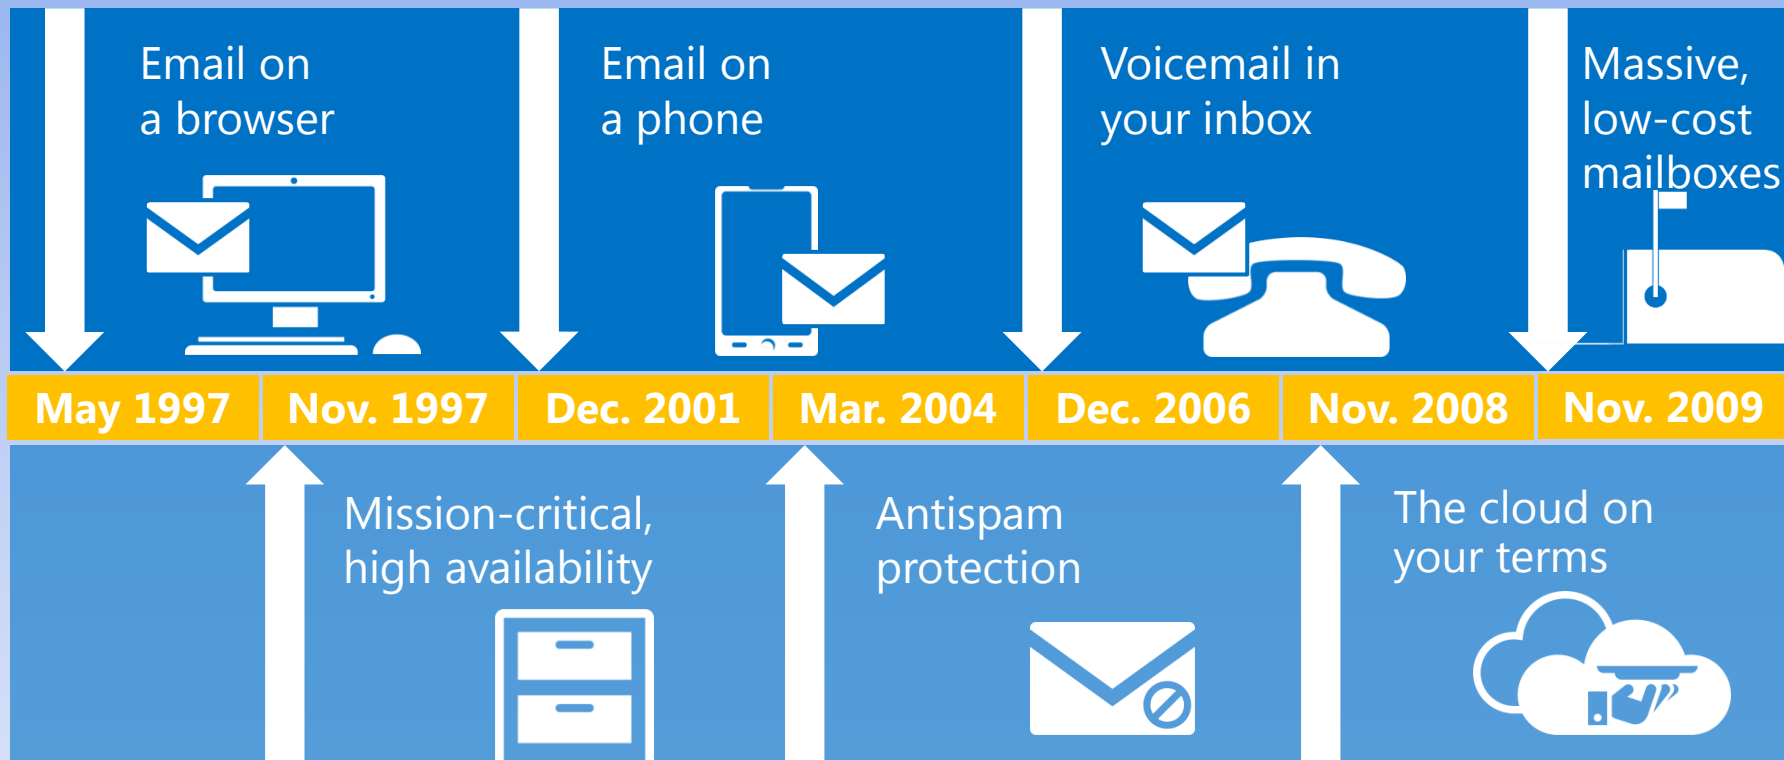 Email on
a browser
Email on
a phone
Voicemail in
your inbox
Massive,
low-cost
mailboxes
May 1997
Nov. 1997
Dec. 2001
Mar. 2004
Dec. 2006
Nov. 2008
Nov. 2009
Mission-critical,
high availability
Antispam
protection
The cloud on
your terms